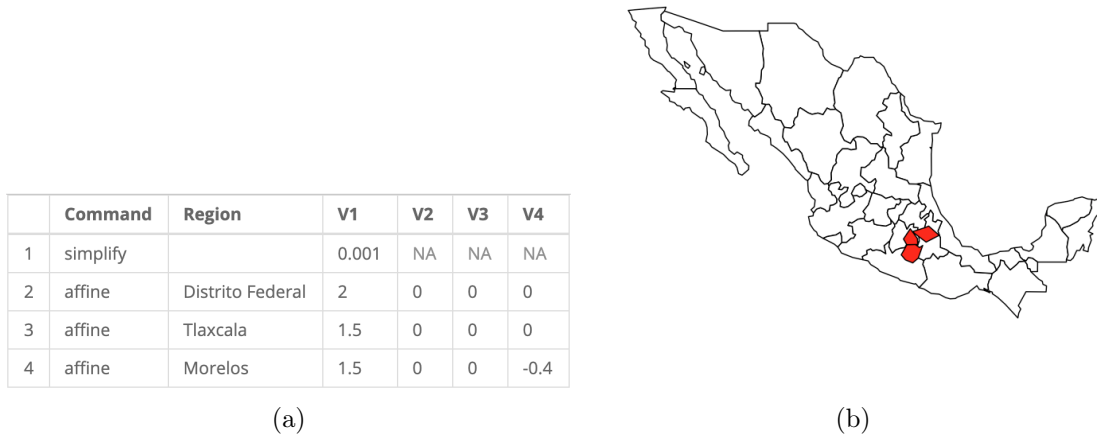 Command Region V1 V2 V3 V4
1 simplify 0.001 NA NA NA
2 affine Distrito Federal 2 0 0 0
3 affine Tlaxcala 1.5 0 0 0
4 affine Morelos 1.5 0 0 -0.4
(a) (b)